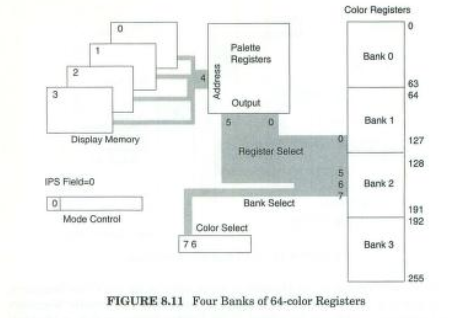 Color Registers
0
0
Palette
Registers
Bank 0
1
2
4
Address
63
3
64
Output
5 0
Bank 1
Display Memory
0
127
Register Select
128
IPS Field=0
5
6
Bank 2
0
Bank Select
7
191
Mode Control
192
Color Select
7 6
Bank 3
255
FIGURE 8.11 Four Banks of 64-color Registers